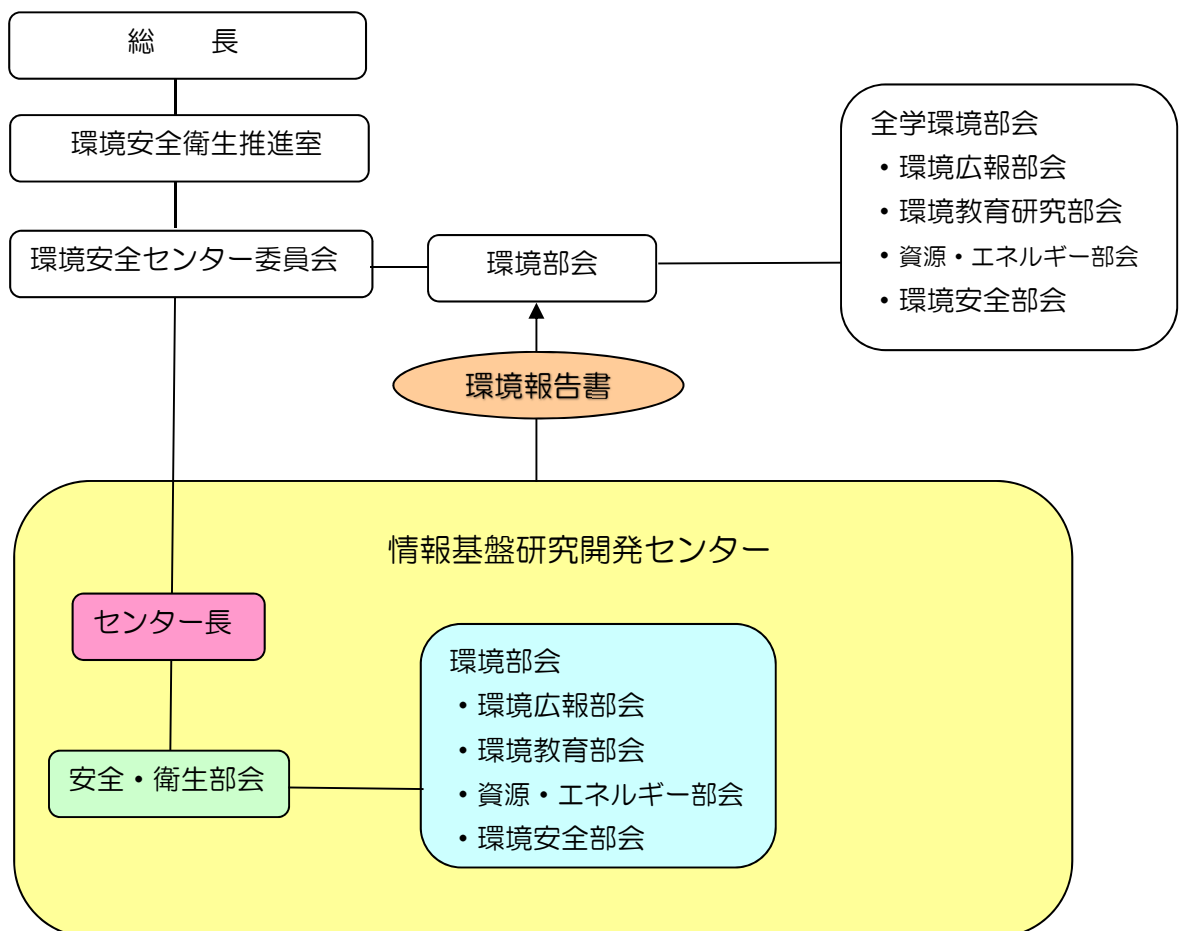 総　　長
環境安全衛生推進室
環境安全センター委員会
環境部会
全学環境部会
・環境広報部会
・環境教育研究部会
・資源・エネルギー部会
・環境安全部会
環境報告書
情報基盤研究開発センター
センター長
安全・衛生部会
環境部会
・環境広報部会
・環境教育部会
・資源・エネルギー部会
・環境安全部会